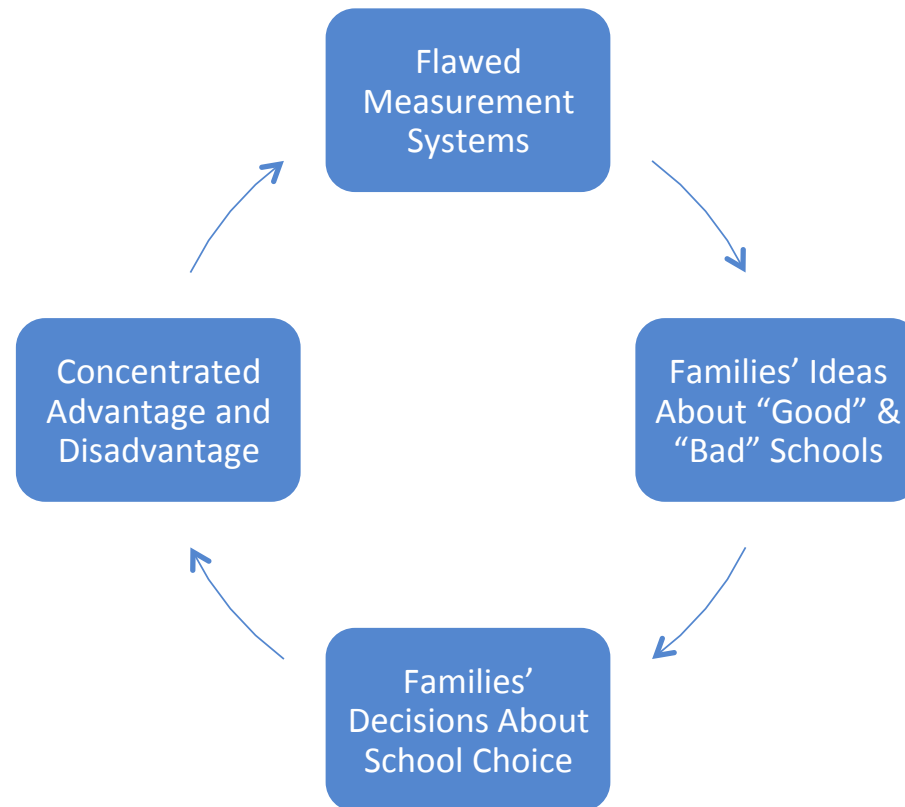 Flawed
Measurement
Systems
Families’ Ideas
About “Good” &
“Bad” Schools
Families’
Decisions About
School Choice
Concentrated
Advantage and
Disadvantage